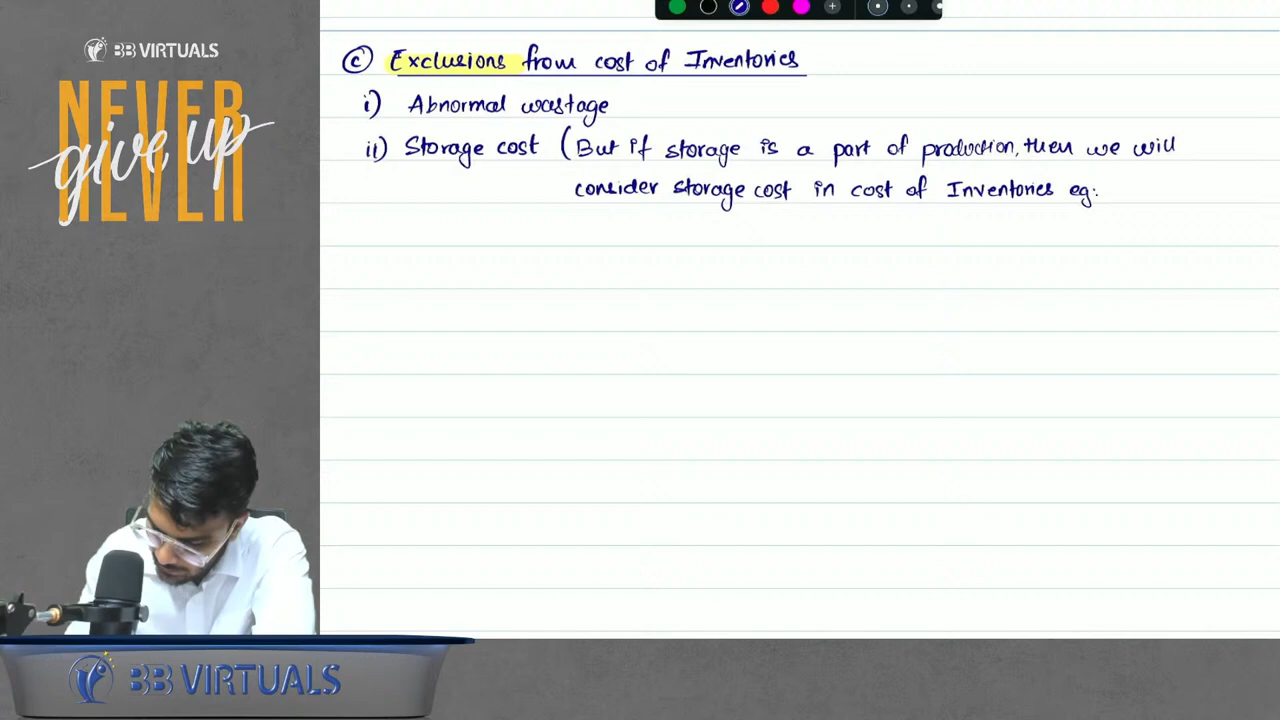 BB VIRTUALS
NEVER
give up
NEVER
(c) Exclusions from cost of Inventories
i) Abnormal wastage
ii) Storage cost (But if storage is a part of production, then we will
consider storage cost in cost of Inventories eg:
BB VIRTUALS